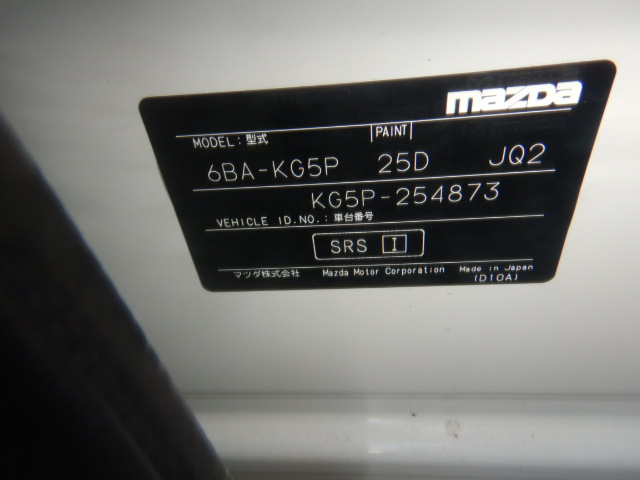 mazda
MODEL：型式 PAINT
6BA-KG5P 25D JQ2
KG5P-254873
VEHICLE ID.NO.：車台番号
SRS I
マツダ株式会社 Mazda Motor Corporation Made in Japan
(D10A)